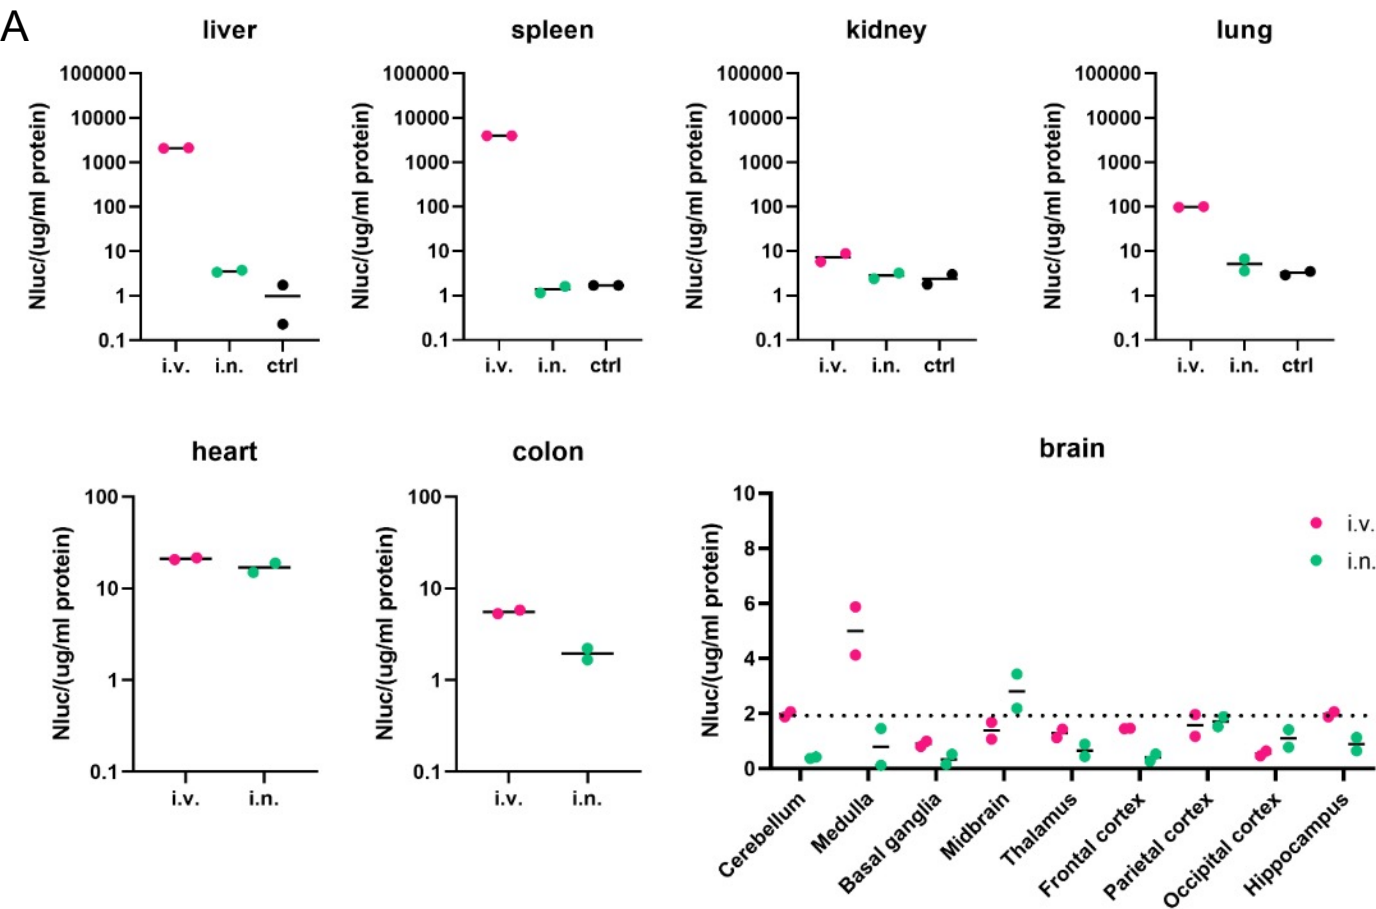 A
liver
spleen
kidney
lung
Nluc/(ug/ml protein)
100000
10000
1000
100
10
1
0.1
i.v. i.n. ctrl
Nluc/(ug/ml protein)
100000
10000
1000
100
10
1
0.1
i.v. i.n. ctrl
Nluc/(ug/ml protein)
100000
10000
1000
100
10
1
0.1
i.v. i.n. ctrl
Nluc/(ug/ml protein)
100000
10000
1000
100
10
1
0.1
i.v. i.n. ctrl
heart
colon
brain
Nluc/(ug/ml protein)
100
10
1
0.1
i.v. i.n.
Nluc/(ug/ml protein)
100
10
1
0.1
i.v. i.n.
Nluc/(ug/ml protein)
10
8
6
4
2
0
i.v.
i.n.
Cerebellum
Medulla
Basal ganglia
Midbrain
Thalamus
Frontal cortex
Parietal cortex
Occipital cortex
Hippocampus